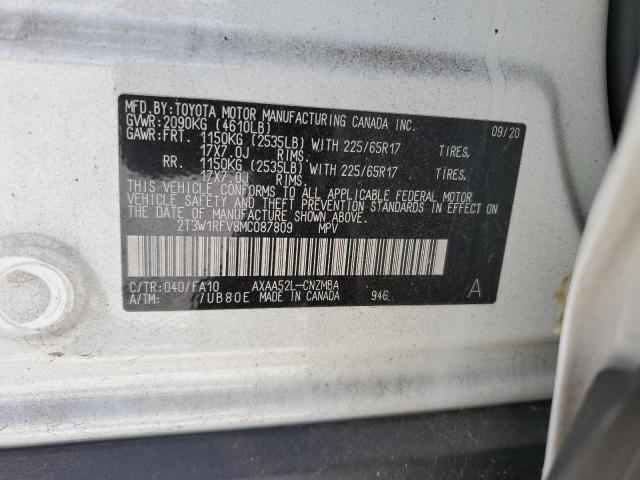 MFD.BY:TOYOTA MOTOR MANUFACTURING CANADA INC. 09/20
GVWR:2090KG (4610LB)
GAWR:FRT. 1150KG (2535LB) WITH 225/65R17 TIRES,
17X7.0J RIMS.
RR. 1150KG (2535LB) WITH 225/65R17 TIRES,
17X7.0J RIMS.
THIS VEHICLE CONFORMS TO ALL APPLICABLE FEDERAL MOTOR
VEHICLE SAFETY AND THEFT PREVENTION STANDARDS IN EFFECT ON
THE DATE OF MANUFACTURE SHOWN ABOVE.
2T3W1RFV8MC087809 MPV
C/TR:040/FA10 AXAA52L-CNZMBA A
A/TM: /UB80E MADE IN CANADA 946